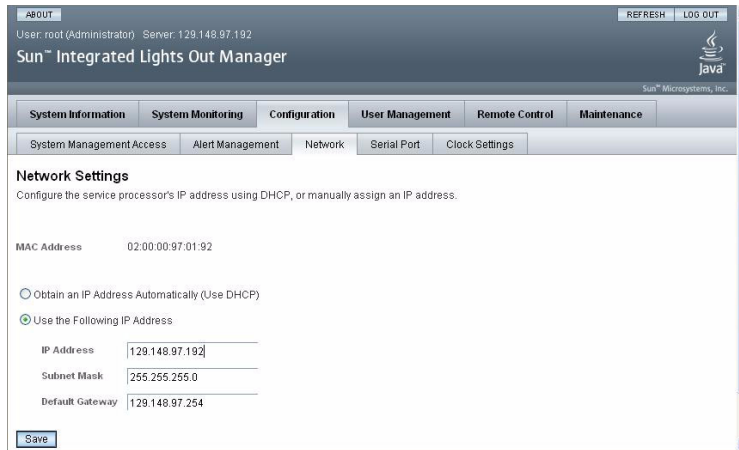 ABOUT
REFRESH LOG OUT
User: root (Administrator) Server: 129.148.97.192
Sun™ Integrated Lights Out Manager
Java™
Sun™ Microsystems, Inc.
System Information System Monitoring Configuration User Management Remote Control Maintenance
System Management Access Alert Management Network Serial Port Clock Settings
Network Settings
Configure the service processor's IP address using DHCP, or manually assign an IP address.
MAC Address 02:00:00:97:01:92
Obtain an IP Address Automatically (Use DHCP)
Use the Following IP Address
IP Address 129.148.97.192
Subnet Mask 255.255.255.0
Default Gateway 129.148.97.254
Save